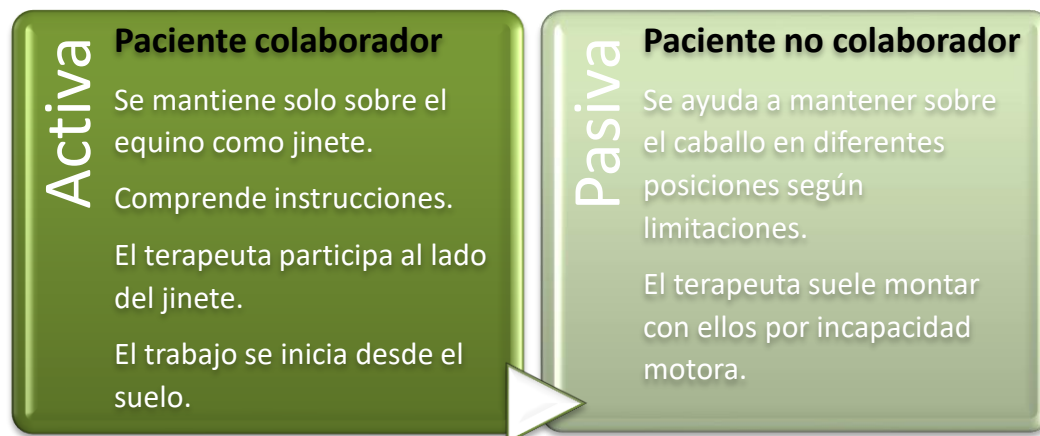 Activa
Paciente colaborador
Se mantiene solo sobre el
equino como jinete.
Comprende instrucciones.
El terapeuta participa al lado
del jinete.
El trabajo se inicia desde el
suelo.
Pasiva
Paciente no colaborador
Se ayuda a mantener sobre
el caballo en diferentes
posiciones según
limitaciones.
El terapeuta suele montar
con ellos por incapacidad
motora.